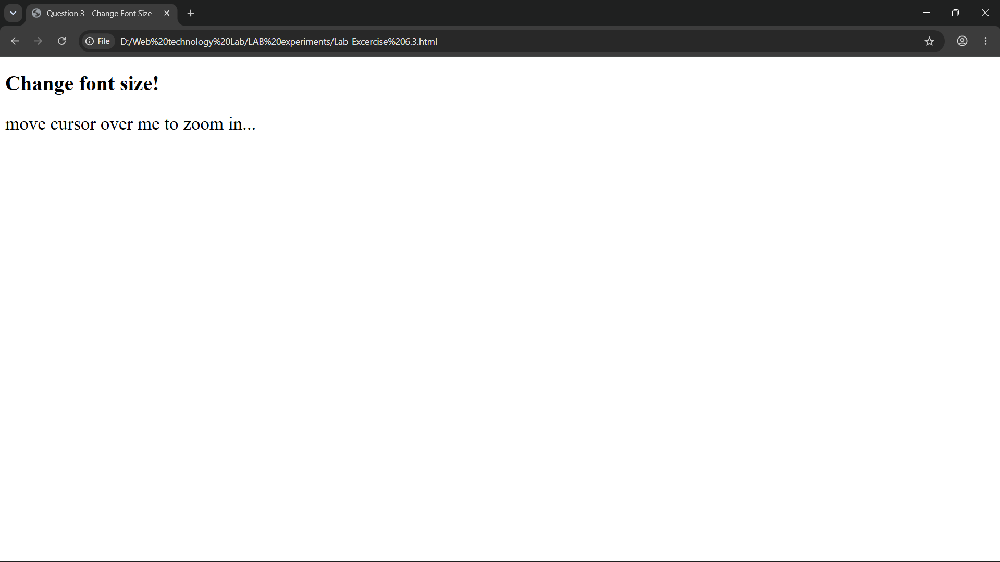 Question 3 - Change Font Size
File D:/Web%20technology%20Lab/LAB%20experiments/Lab-Excercise%206.3.html
Change font size!
move cursor over me to zoom in...